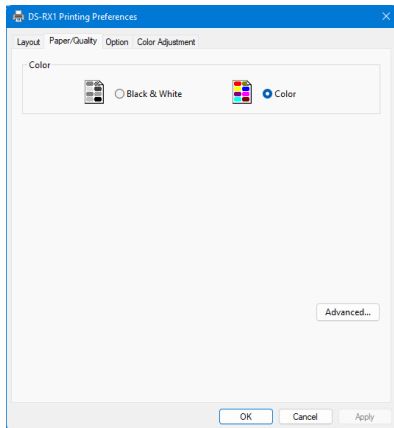 DS-RX1 Printing Preferences
Layout Paper/Quality Option Color Adjustment
Color
Black & White Color
Advanced...
OK Cancel Apply